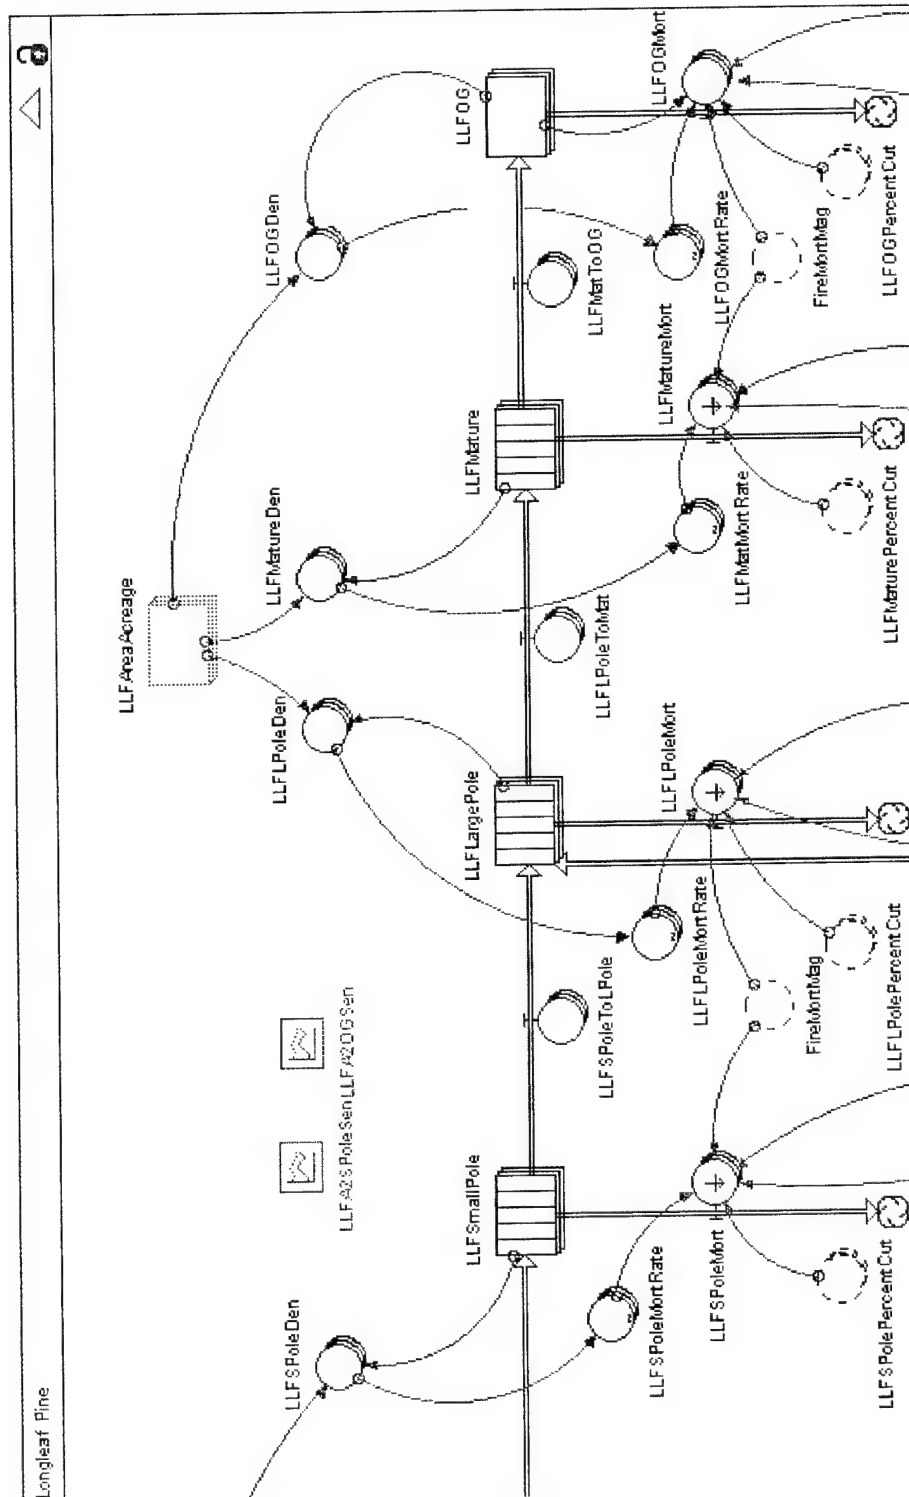 Longleaf Pine
LLFAreaAcreage
LLFSPoleDen
LLFLPoleDen
LLFMatureDen
LLFOGDen
LLFA2SPoleSen
LLFA2OGSen
LLFSmallPole
LLFLargePole
LLFMature
LLFOG
LLFSPoleToLPole
LLFLPoleToMat
LLFMatToOG
LLFSPoleMortRate
LLFSPoleMort
LLFLPoleMort
LLFMatureMort
LLFOGMort
LLFLPoleMortRate
LLFMatMortRate
LLFOGMortRate
FireMortMag
FireMortMag
LLFSPolePercentCut
LLFLPolePercentCut
LLFMaturePercentCut
LLFOGPercentCut